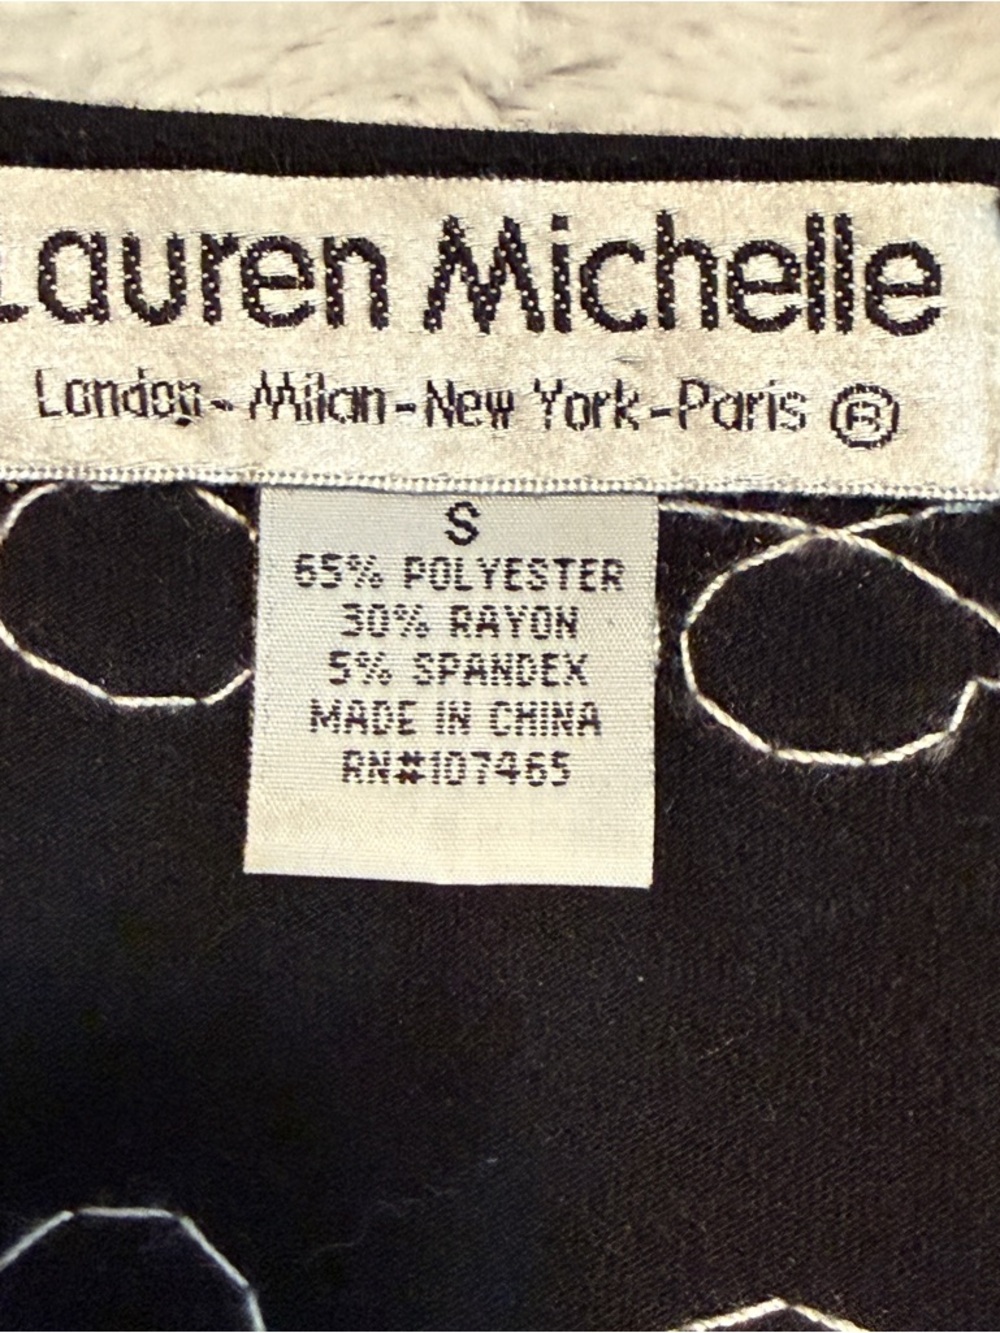 Lauren Michelle
London - Milan - New York - Paris ®
S
65% POLYESTER
30% RAYON
5% SPANDEX
MADE IN CHINA
RN#107465